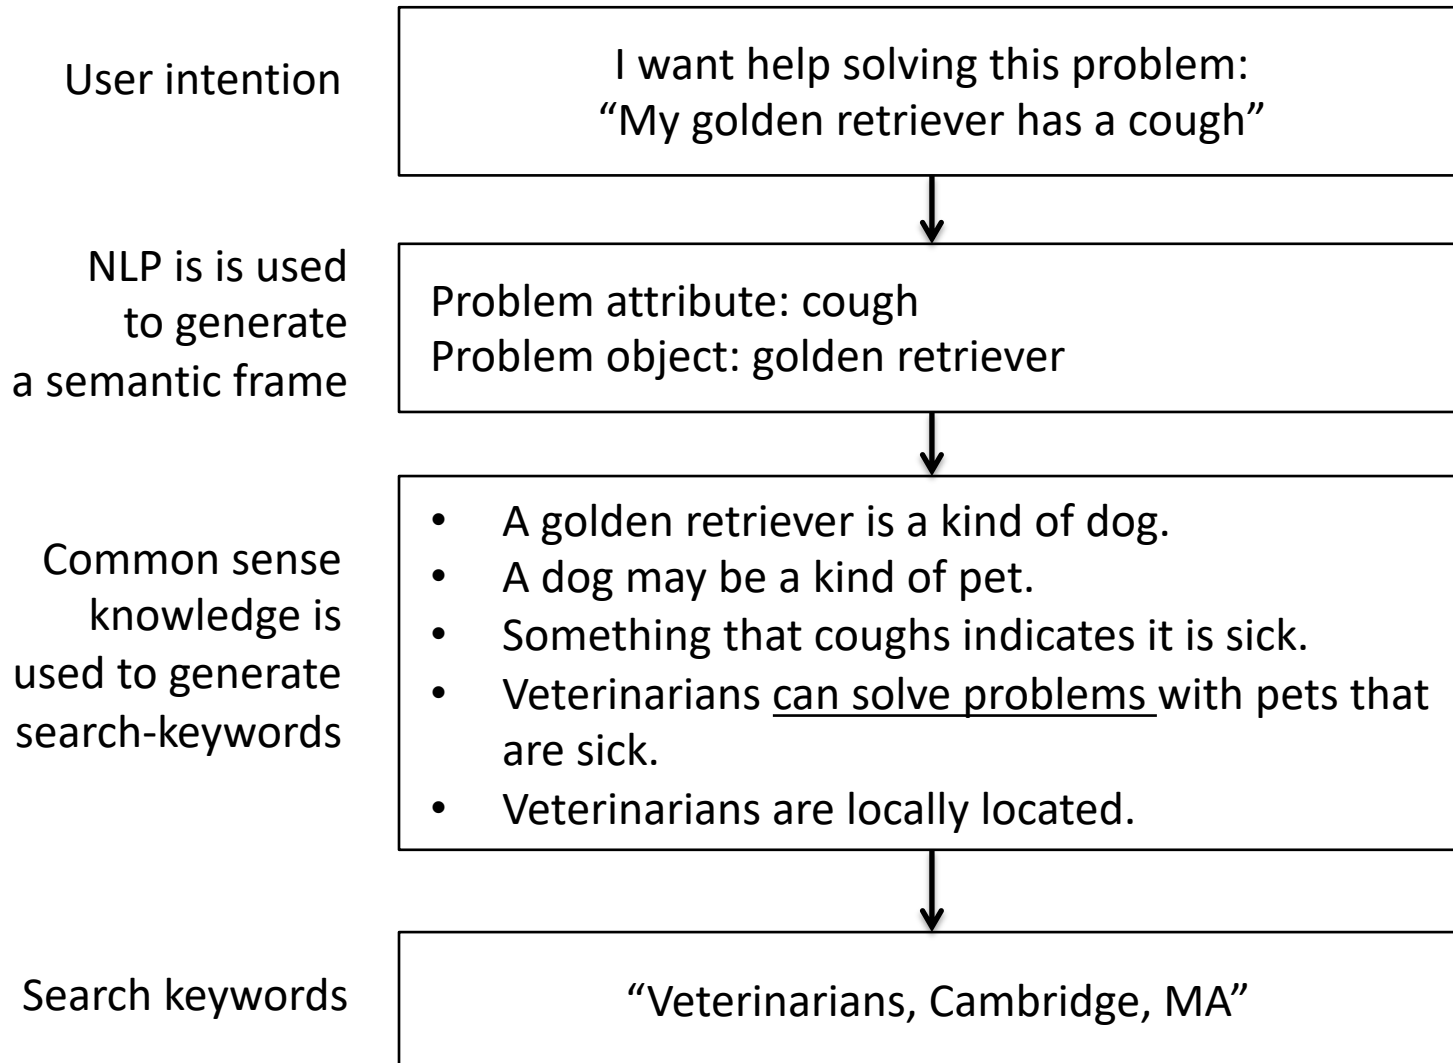 User intention
I want help solving this problem:
“My golden retriever has a cough”
NLP is is used
to generate
a semantic frame
Problem attribute: cough
Problem object: golden retriever
Common sense
knowledge is
used to generate
search-keywords
• A golden retriever is a kind of dog.
• A dog may be a kind of pet.
• Something that coughs indicates it is sick.
• Veterinarians can solve problems with pets that
are sick.
• Veterinarians are locally located.
Search keywords
“Veterinarians, Cambridge, MA”